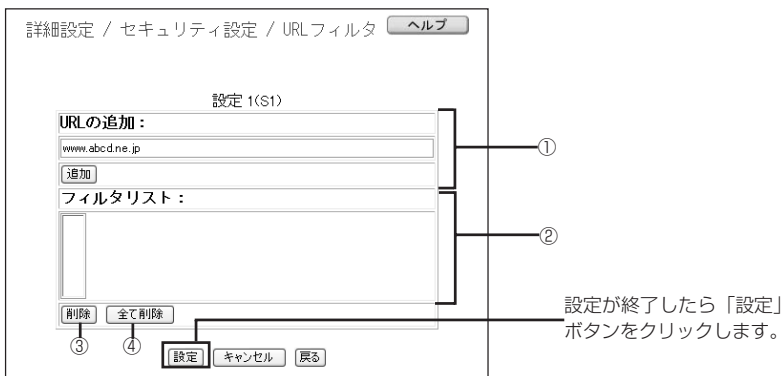 詳細設定 / セキュリティ設定 / URLフィルタ ヘルプ
設定 1(S1)
URLの追加：
www.abcd.ne.jp
①
追加
フィルタリスト：
②
削除 全て削除
設定が終了したら「設定」
ボタンをクリックします。
③ ④
設定 キャンセル 戻る